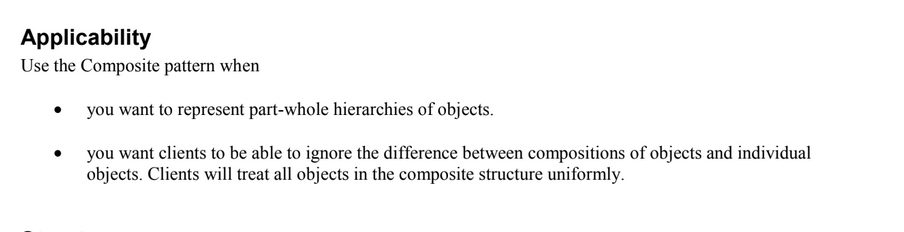 Applicability
Use the Composite pattern when
• you want to represent part-whole hierarchies of objects.
• you want clients to be able to ignore the difference between compositions of objects and individual
objects. Clients will treat all objects in the composite structure uniformly.